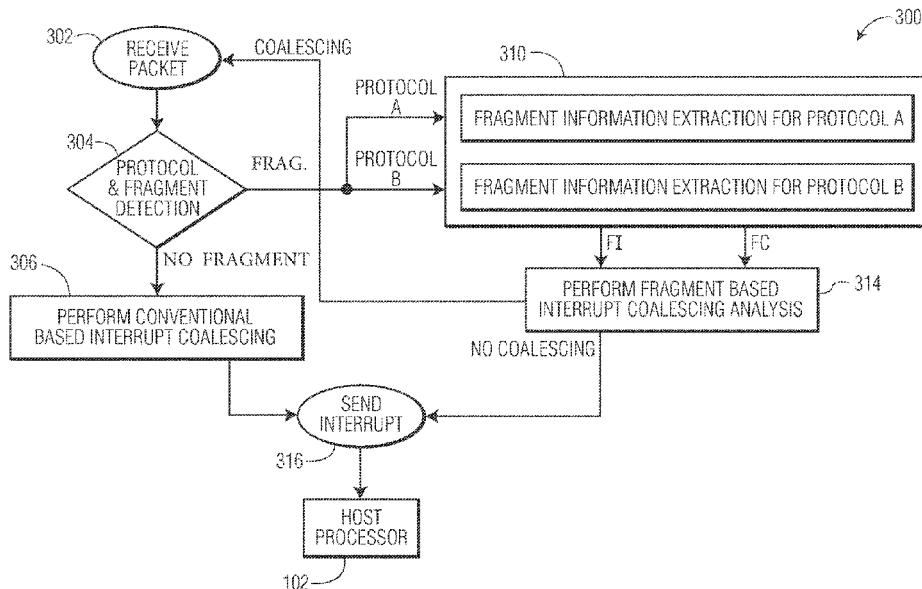 300
302
RECEIVE
PACKET
COALESCING
310
PROTOCOL
A
FRAGMENT INFORMATION EXTRACTION FOR PROTOCOL A
304
PROTOCOL
& FRAGMENT
DETECTION
FRAG.
PROTOCOL
B
FRAGMENT INFORMATION EXTRACTION FOR PROTOCOL B
NO FRAGMENT
FI
FC
306
PERFORM CONVENTIONAL
BASED INTERRUPT COALESCING
PERFORM FRAGMENT BASED
INTERRUPT COALESCING ANALYSIS
314
NO COALESCING
SEND
INTERRUPT
316
HOST
PROCESSOR
102